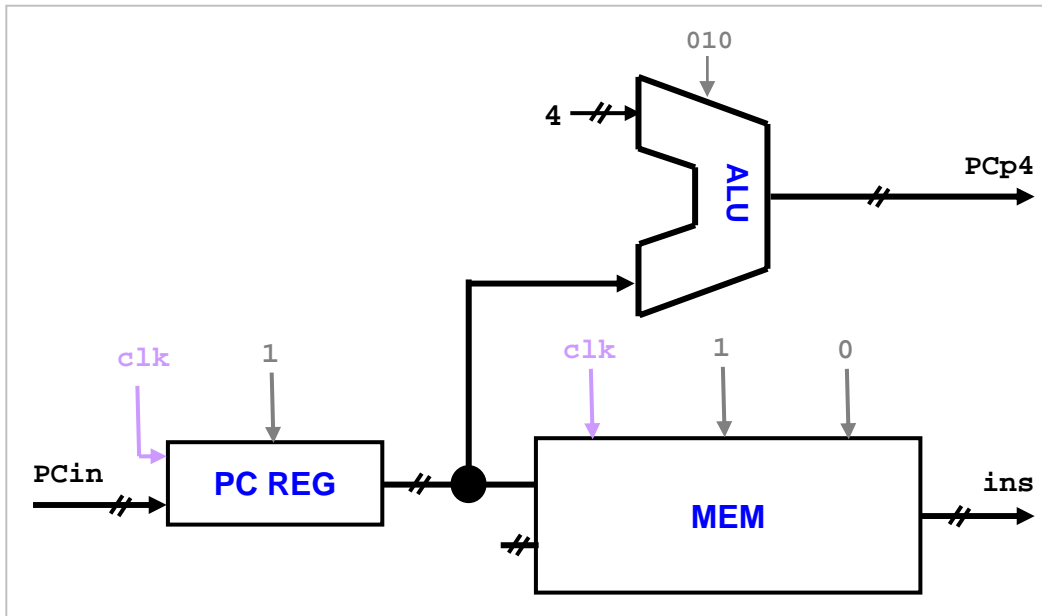 010
4
ALU
PCp4
clk
1
clk
1
0
PCin
PC REG
MEM
ins